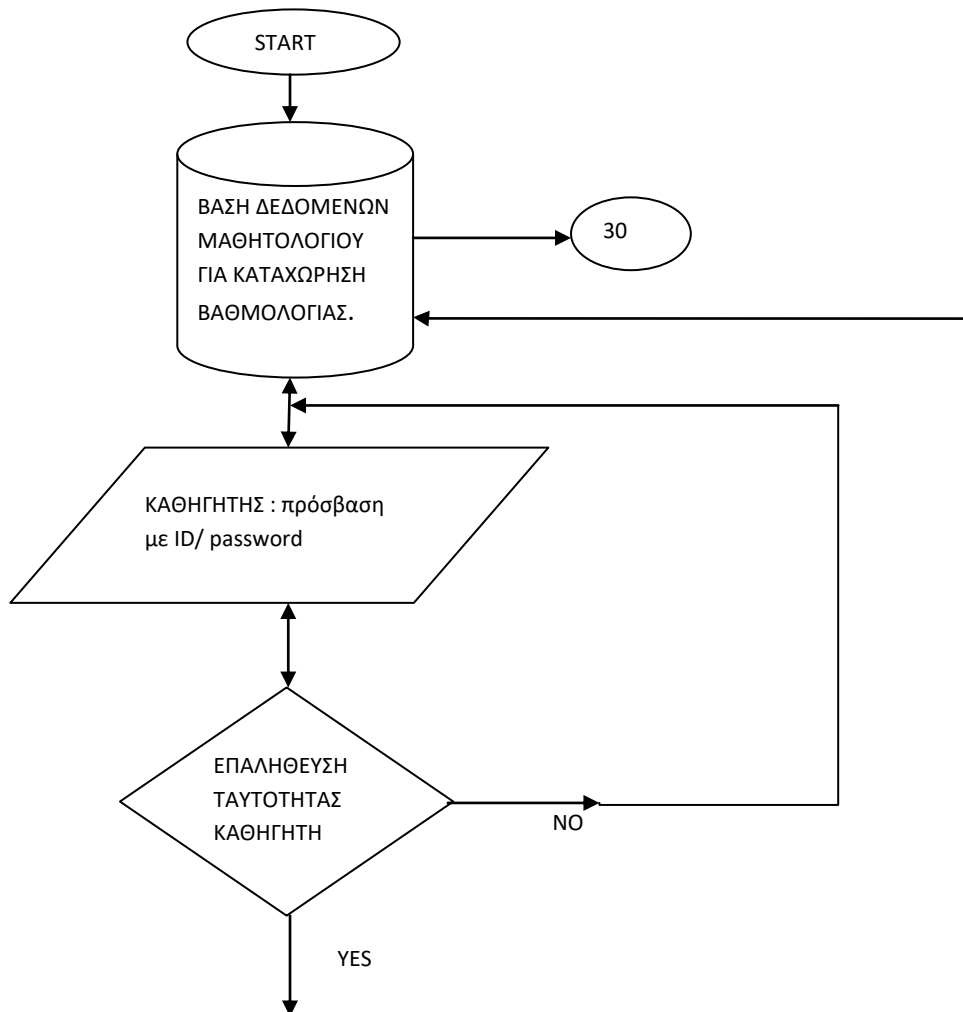 START
ΒΑΣΗ ΔΕΔΟΜΕΝΩΝ
ΜΑΘΗΤΟΛΟΓΙΟΥ
ΓΙΑ ΚΑΤΑΧΩΡΗΣΗ
ΒΑΘΜΟΛΟΓΙΑΣ.
30
ΚΑΘΗΓΗΤΗΣ : πρόσβαση
με ID/ password
ΕΠΑΛΗΘΕΥΣΗ
ΤΑΥΤΟΤΗΤΑΣ
ΚΑΘΗΓΗΤΗ
NO
YES